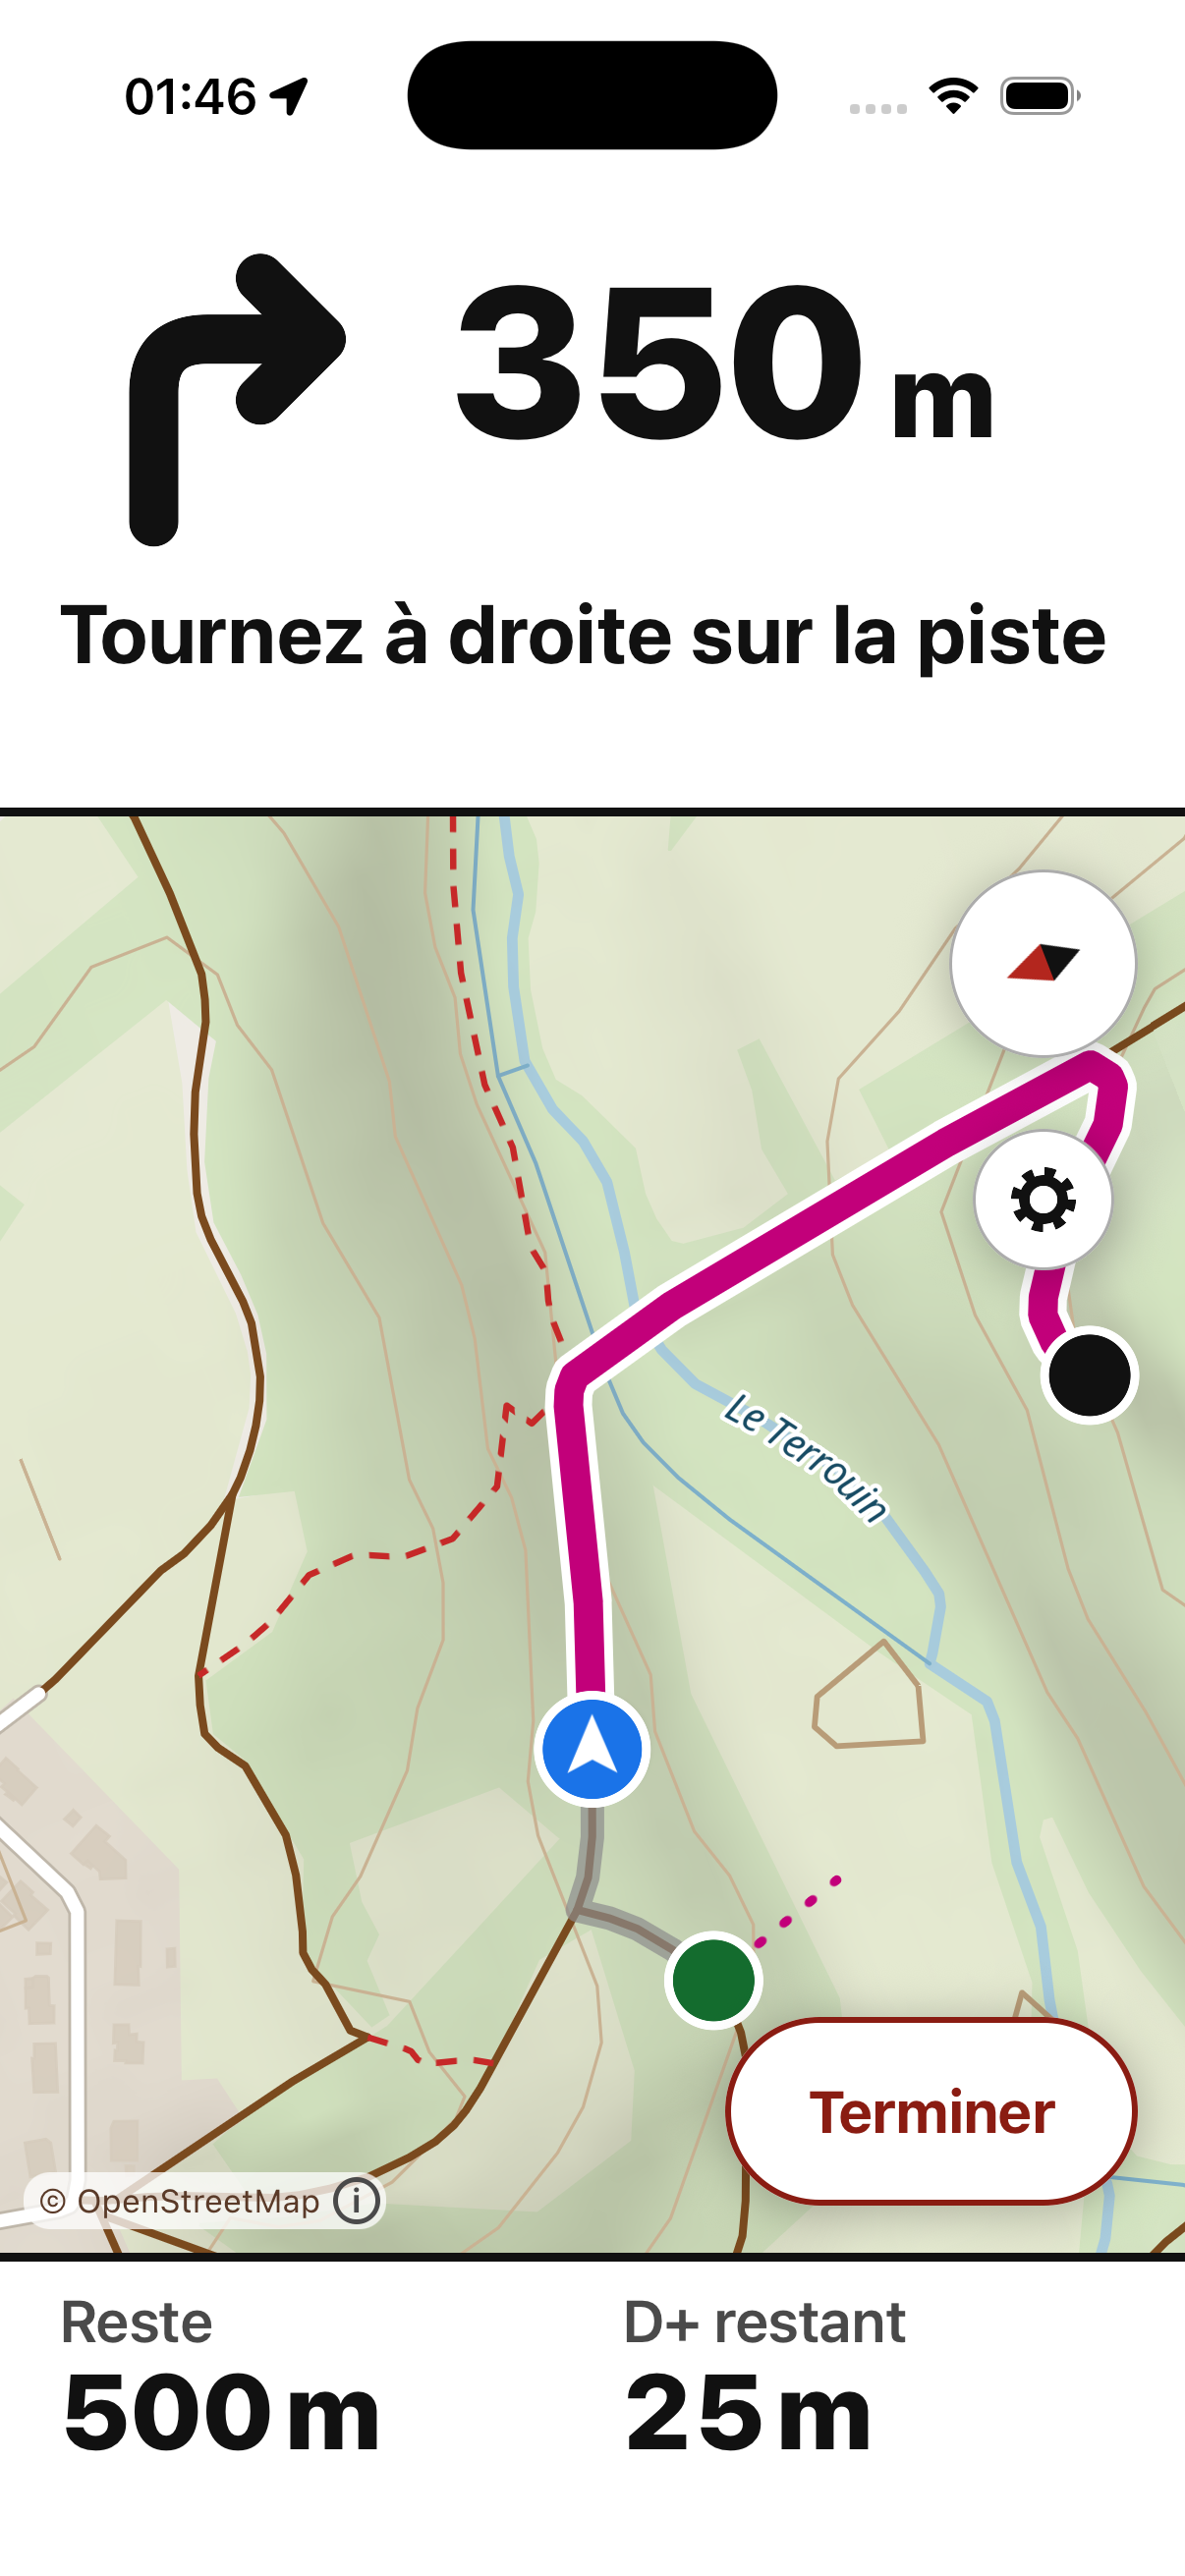 01:46
350 m
Tournez à droite sur la piste
Le Terrouin
Terminer
© OpenStreetMap
Reste
500 m
D+ restant
25 m